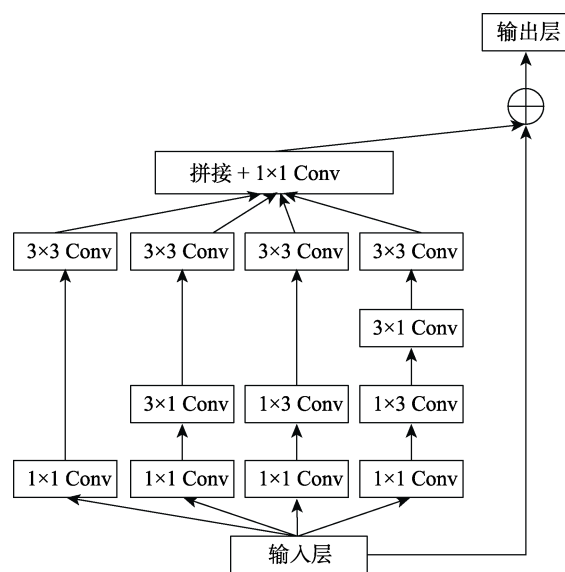 输出层
拼接 + 1×1 Conv
3×3 Conv
3×3 Conv
3×3 Conv
3×3 Conv
3×1 Conv
3×1 Conv
1×3 Conv
1×3 Conv
1×1 Conv
1×1 Conv
1×1 Conv
1×1 Conv
输入层